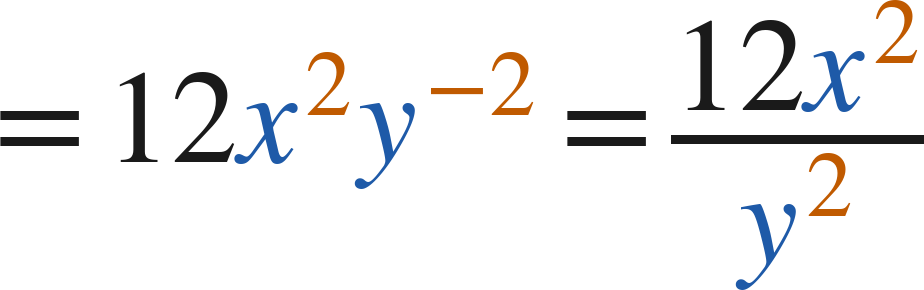 = 12x²y⁻² = 12x²/y²